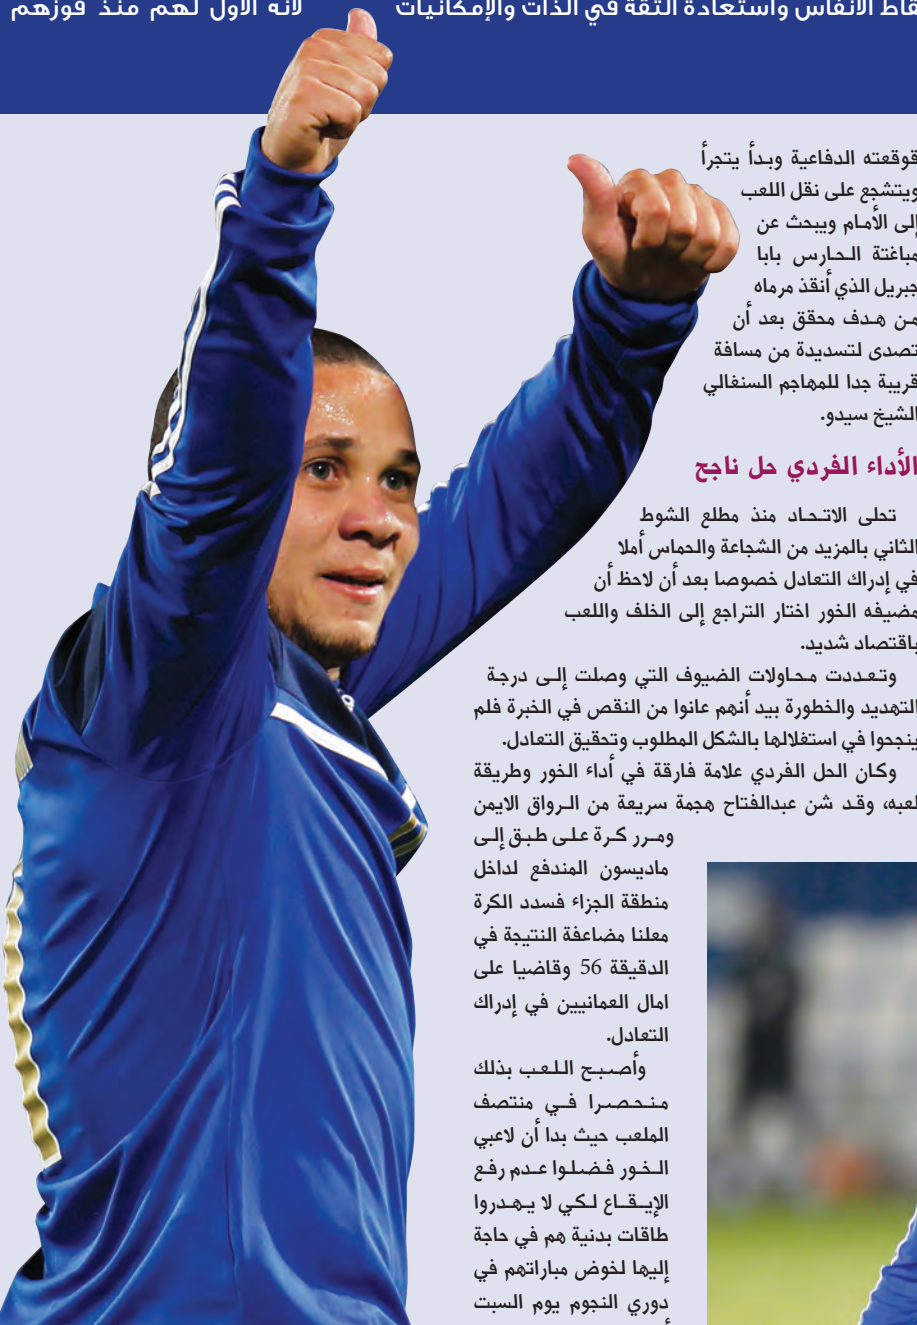 لأنه الأول لهم منذ فوزهم
الأنفاس واستعادة الثقة في الذات والإمكانيات
قوقعته الدفاعية وبدأ يتجرأ
ويتشجع على نقل اللعب
إلى الأمام ويبحث عن
مباغتة الحارس بابا
جبريل الذي أنقذ مرماه
من هدف محقق بعد أن
تصدى لتسديدة من مسافة
قريبة جدا للمهاجم السنغالي
الشيخ سيدو.
الأداء الفردي حل ناجح
تحلى الاتحاد منذ مطلع الشوط
الثاني بالمزيد من الشجاعة والحماس أملا
في إدراك التعادل خصوصا بعد أن لاحظ أن
مضيفه الخور اختار التراجع إلى الخلف واللعب
باقتصاد شديد.
وتعددت محاولات الضيوف التي وصلت إلى درجة
التهديد والخطورة بيد أنهم عانوا من النقص في الخبرة فلم
ينجحوا في استغلالها بالشكل المطلوب وتحقيق التعادل.
وكان الحل الفردي علامة فارقة في أداء الخور وطريقة
لعبه، وقد شن عبدالفتاح هجمة سريعة من الرواق الايمن
ومرر كرة على طبق إلى
ماديسون المندفع لداخل
منطقة الجزاء فسدد الكرة
معلنا مضاعفة النتيجة في
الدقيقة 56 وقاضيا على
امال العمانيين في إدراك
التعادل.
وأصبح اللعب بذلك
منحصرا في منتصف
الملعب حيث بدا أن لاعبي
الخور فضلوا عدم رفع
الإيقاع لكي لا يهدروا
طاقات بدنية هم في حاجة
إليها لخوض مباراتهم في
دوري النجوم يوم السبت